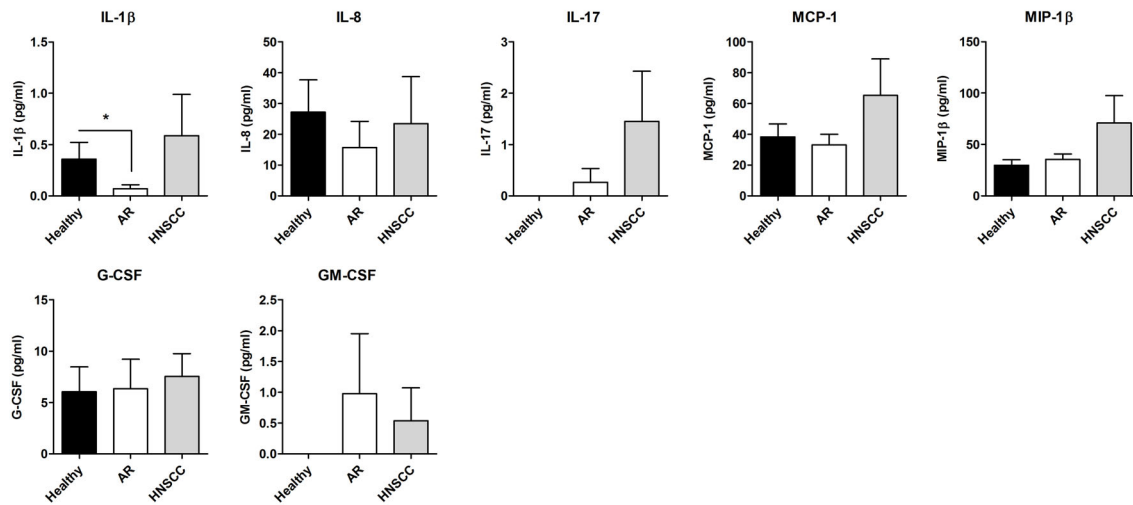 IL-1β
IL-1β (pg/ml)
1.5
1.0
0.5
0.0
*
Healthy
AR
HNSCC
IL-8
IL-8 (pg/ml)
50
40
30
20
10
0
Healthy
AR
HNSCC
IL-17
IL-17 (pg/ml)
3
2
1
0
Healthy
AR
HNSCC
MCP-1
MCP-1 (pg/ml)
100
80
60
40
20
0
Healthy
AR
HNSCC
MIP-1β
MIP-1β (pg/ml)
150
100
50
0
Healthy
AR
HNSCC
G-CSF
G-CSF (pg/ml)
15
10
5
0
Healthy
AR
HNSCC
GM-CSF
GM-CSF (pg/ml)
2.5
2.0
1.5
1.0
0.5
0.0
Healthy
AR
HNSCC